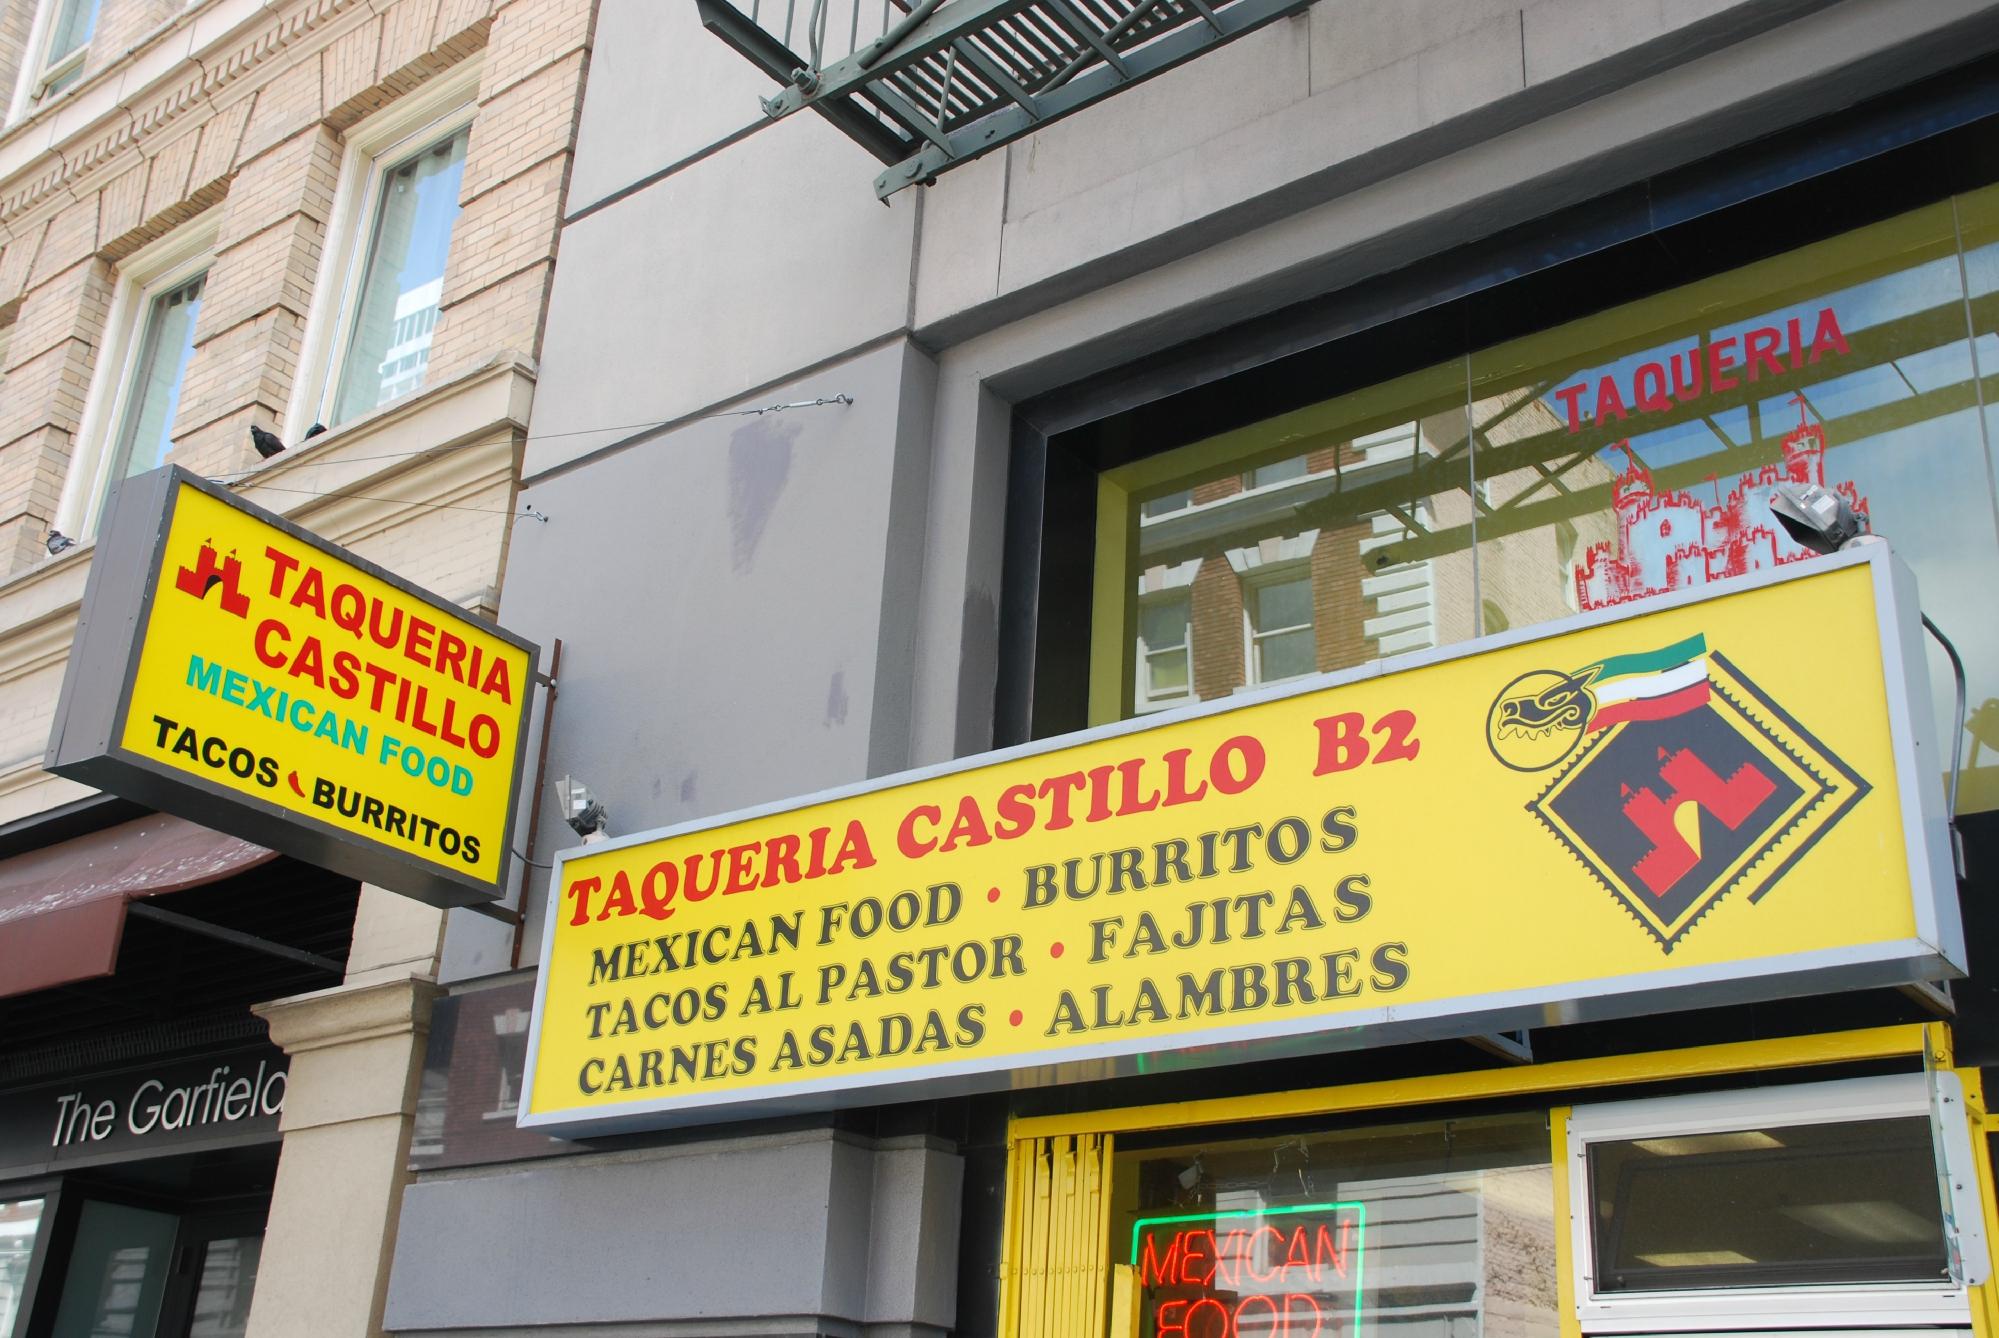 TAQUERIA
TAQUERIA
CASTILLO
MEXICAN FOOD
TACOS BURRITOS
TAQUERIA CASTILLO B2
MEXICAN FOOD • BURRITOS
TACOS AL PASTOR • FAJITAS
CARNES ASADAS • ALAMBRES
The Garfield
MEXICAN
FOOD